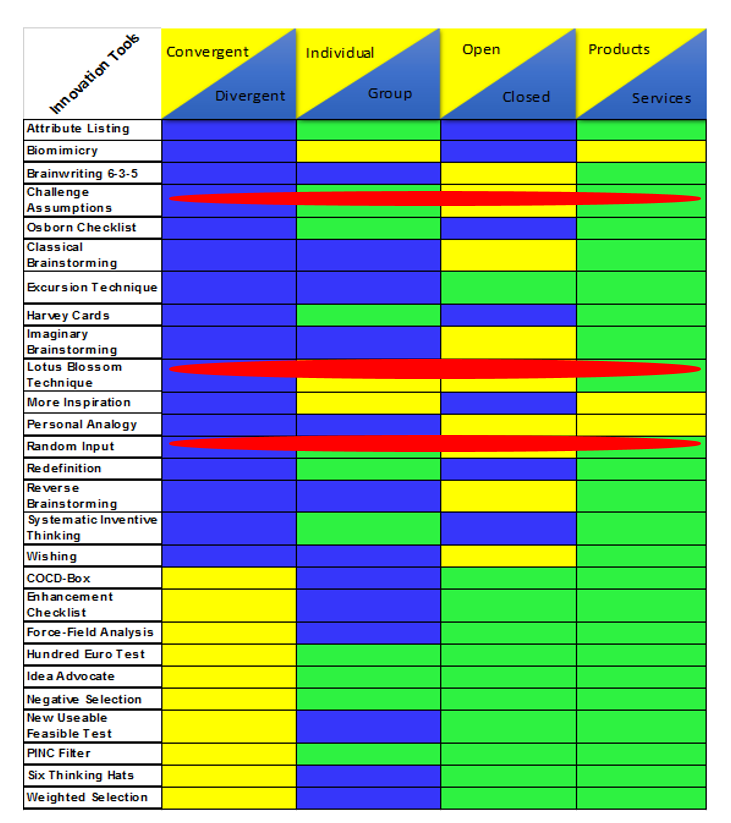 Innovation Tools
Convergent
Divergent
Individual
Group
Open
Closed
Products
Services
Attribute Listing
Biomimicry
Brainwriting 6-3-5
Challenge
Assumptions
Osborn Checklist
Classical
Brainstorming
Excursion Technique
Harvey Cards
Imaginary
Brainstorming
Lotus Blossom
Technique
More Inspiration
Personal Analogy
Random Input
Redefinition
Reverse
Brainstorming
Systematic Inventive
Thinking
Wishing
COCD-Box
Enhancement
Checklist
Force-Field Analysis
Hundred Euro Test
Idea Advocate
Negative Selection
New Useable
Feasible Test
PINC Filter
Six Thinking Hats
Weighted Selection